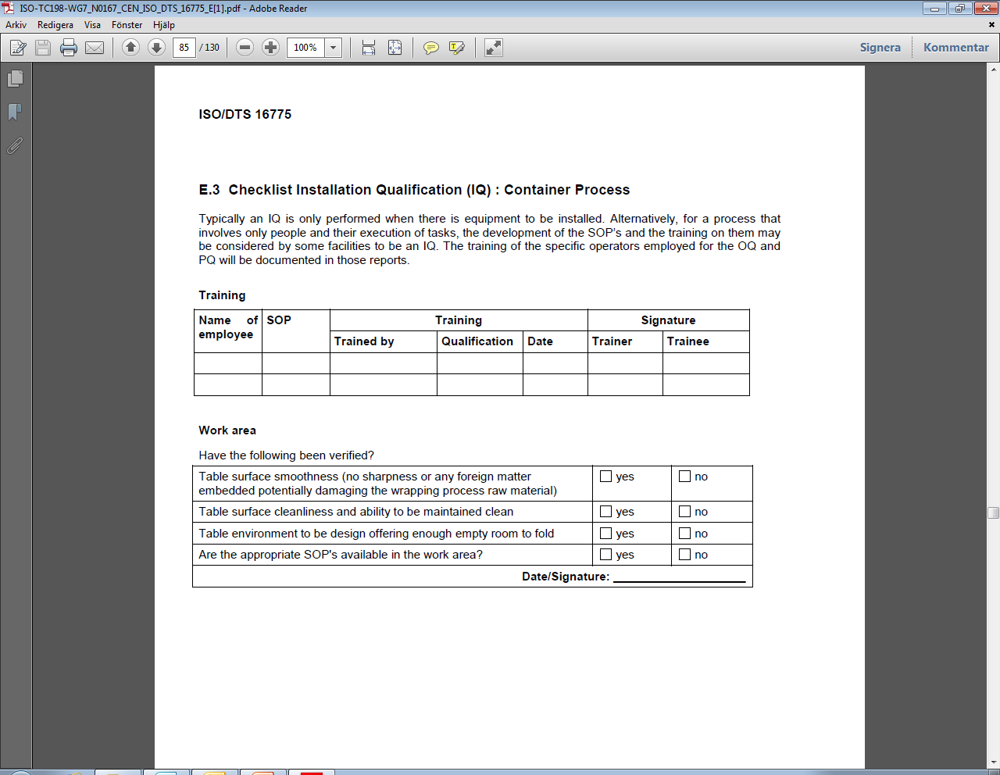 ISO-TC198-WG7_N0167_CEN_ISO_DTS_16775_E[1].pdf - Adobe Reader
Arkiv Redigera Visa Fönster Hjälp
85 / 130 100% Signera Kommentar
ISO/DTS 16775
E.3 Checklist Installation Qualification (IQ) : Container Process
Typically an IQ is only performed when there is equipment to be installed. Alternatively, for a process that
involves only people and their execution of tasks, the development of the SOP's and the training on them may
be considered by some facilities to be an IQ. The training of the specific operators employed for the OQ and
PQ will be documented in those reports.
Training
Name of employee SOP Training Signature
Trained by Qualification Date Trainer Trainee
Work area
Have the following been verified?
Table surface smoothness (no sharpness or any foreign matter yes no
embedded potentially damaging the wrapping process raw material)
Table surface cleanliness and ability to be maintained clean yes no
Table environment to be design offering enough empty room to fold yes no
Are the appropriate SOP's available in the work area? yes no
Date/Signature: